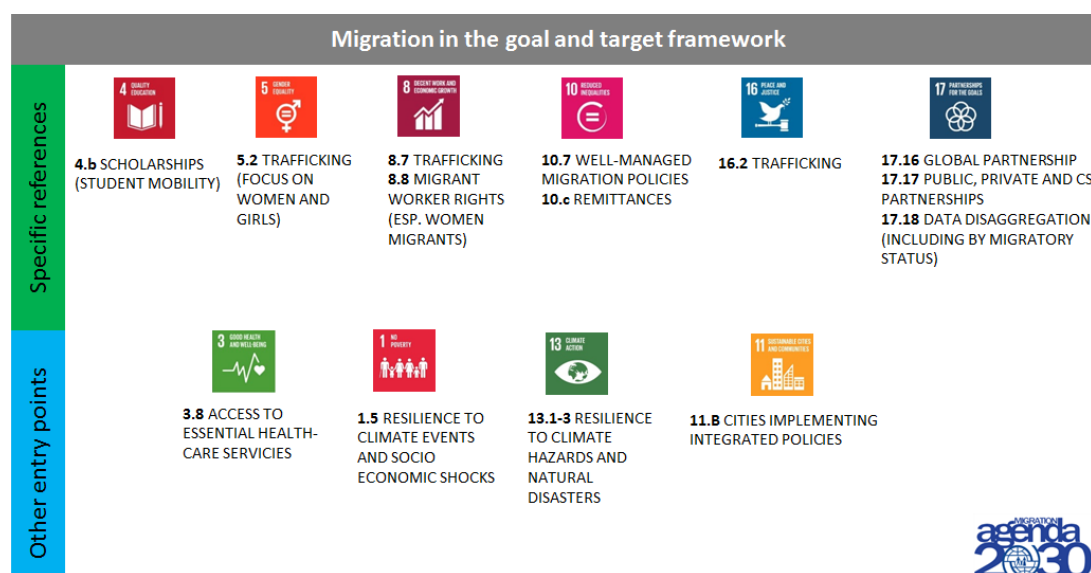 Migration in the goal and target framework
Specific references
4 QUALITY
EDUCATION
5 GENDER
EQUALITY
8 DECENT WORK AND
ECONOMIC GROWTH
10 REDUCED
INEQUALITIES
16 PEACE AND
JUSTICE
17 PARTNERSHIPS
FOR THE GOALS
4.b SCHOLARSHIPS
(STUDENT MOBILITY)
5.2 TRAFFICKING
(FOCUS ON
WOMEN AND
GIRLS)
8.7 TRAFFICKING
8.8 MIGRANT
WORKER RIGHTS
(ESP. WOMEN
MIGRANTS)
10.7 WELL-MANAGED
MIGRATION POLICIES
10.c REMITTANCES
16.2 TRAFFICKING
17.16 GLOBAL PARTNERSHIP
17.17 PUBLIC, PRIVATE AND CS
PARTNERSHIPS
17.18 DATA DISAGGREGATION
(INCLUDING BY MIGRATORY
STATUS)
Other entry points
3 GOOD HEALTH
AND WELL-BEING
1 NO
POVERTY
13 CLIMATE
ACTION
11 SUSTAINABLE CITIES
AND COMMUNITIES
3.8 ACCESS TO
ESSENTIAL HEALTH-
CARE SERVICIES
1.5 RESILIENCE TO
CLIMATE EVENTS
AND SOCIO
ECONOMIC SHOCKS
13.1-3 RESILIENCE
TO CLIMATE
HAZARDS AND
NATURAL
DISASTERS
11.B CITIES IMPLEMENTING
INTEGRATED POLICIES
MIGRATION
agenda
2030